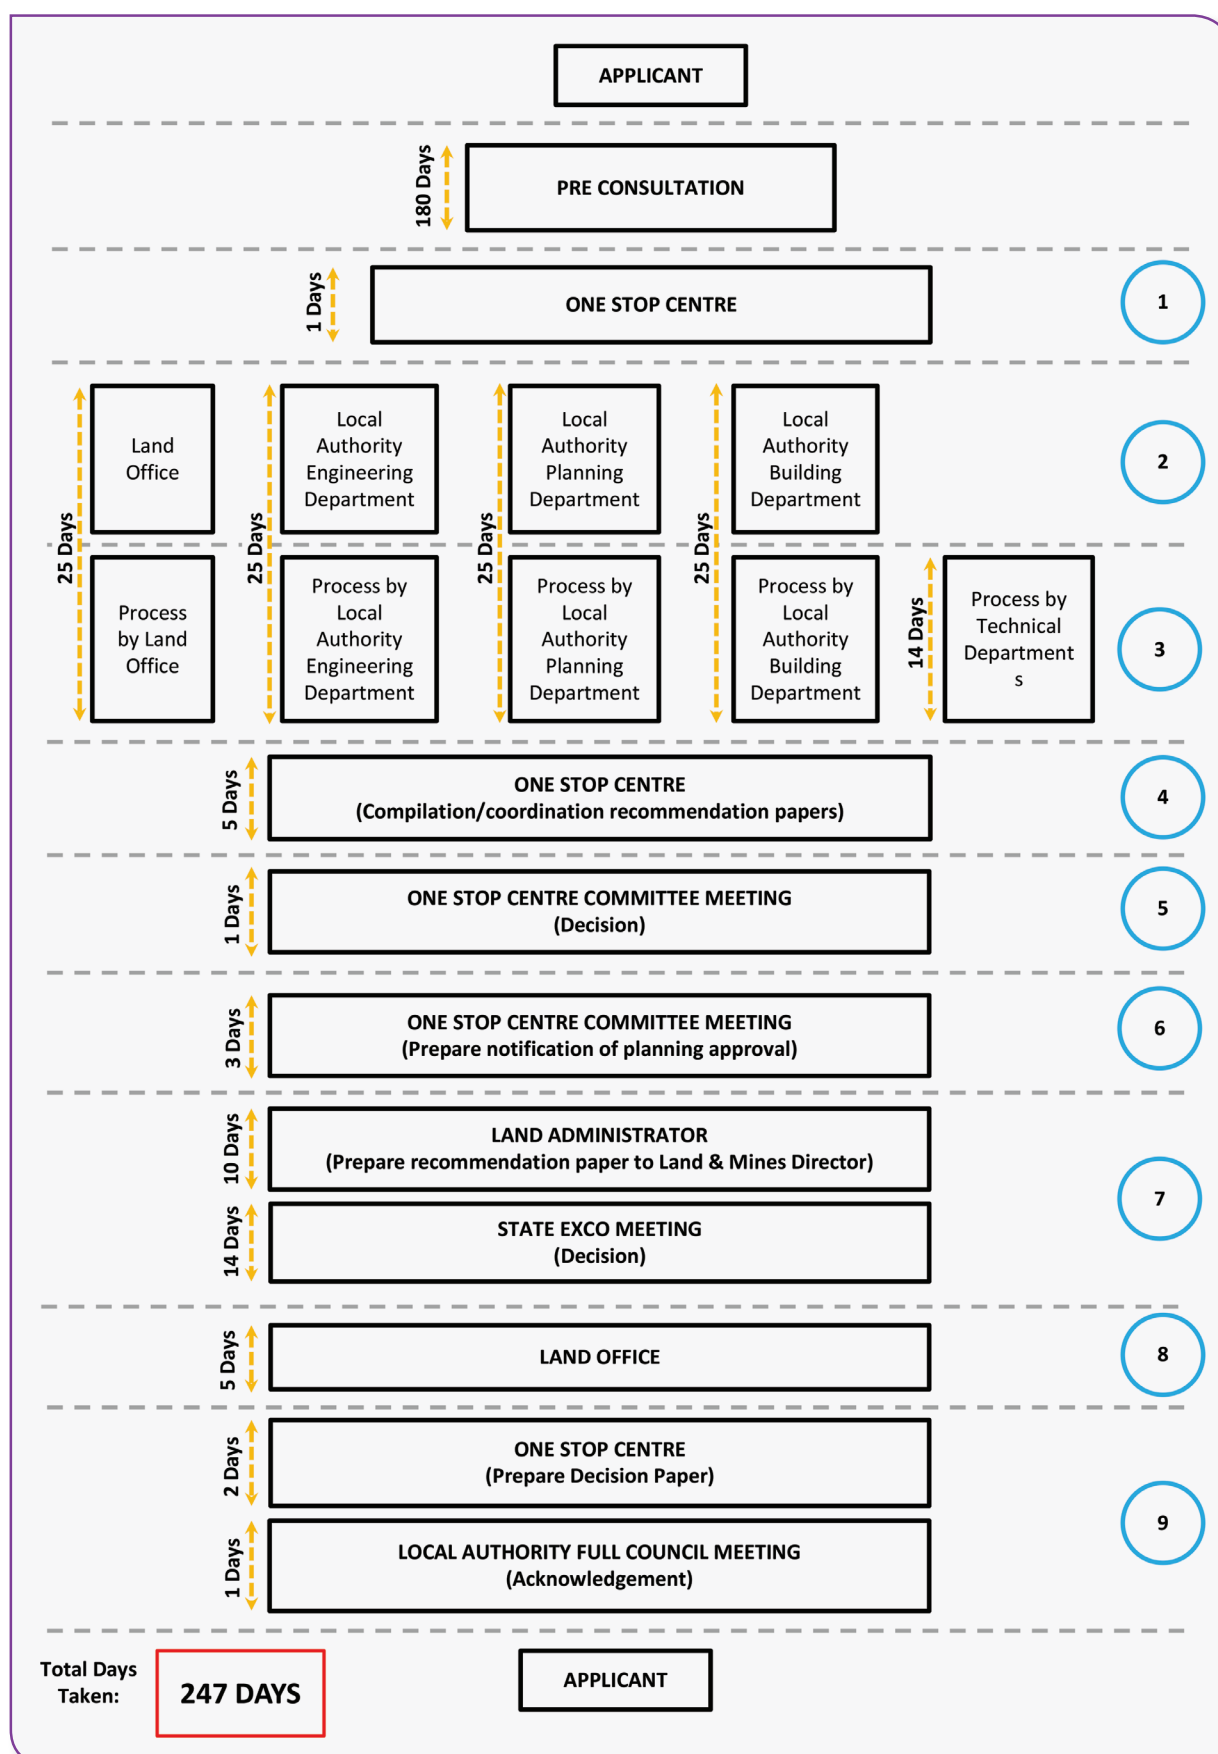 APPLICANT
180 Days
PRE CONSULTATION
1 Days
ONE STOP CENTRE
1
25 Days
Land
Office
25 Days
Local
Authority
Engineering
Department
25 Days
Local
Authority
Planning
Department
25 Days
Local
Authority
Building
Department
2
Process
by Land
Office
Process by
Local
Authority
Engineering
Department
Process by
Local
Authority
Planning
Department
Process by
Local
Authority
Building
Department
14 Days
Process by
Technical
Department
s
3
5 Days
ONE STOP CENTRE
(Compilation/coordination recommendation papers)
4
1 Days
ONE STOP CENTRE COMMITTEE MEETING
(Decision)
5
3 Days
ONE STOP CENTRE COMMITTEE MEETING
(Prepare notification of planning approval)
6
10 Days
LAND ADMINISTRATOR
(Prepare recommendation paper to Land & Mines Director)
14 Days
STATE EXCO MEETING
(Decision)
7
5 Days
LAND OFFICE
8
2 Days
ONE STOP CENTRE
(Prepare Decision Paper)
1 Days
LOCAL AUTHORITY FULL COUNCIL MEETING
(Acknowledgement)
9
Total Days
Taken:
247 DAYS
APPLICANT